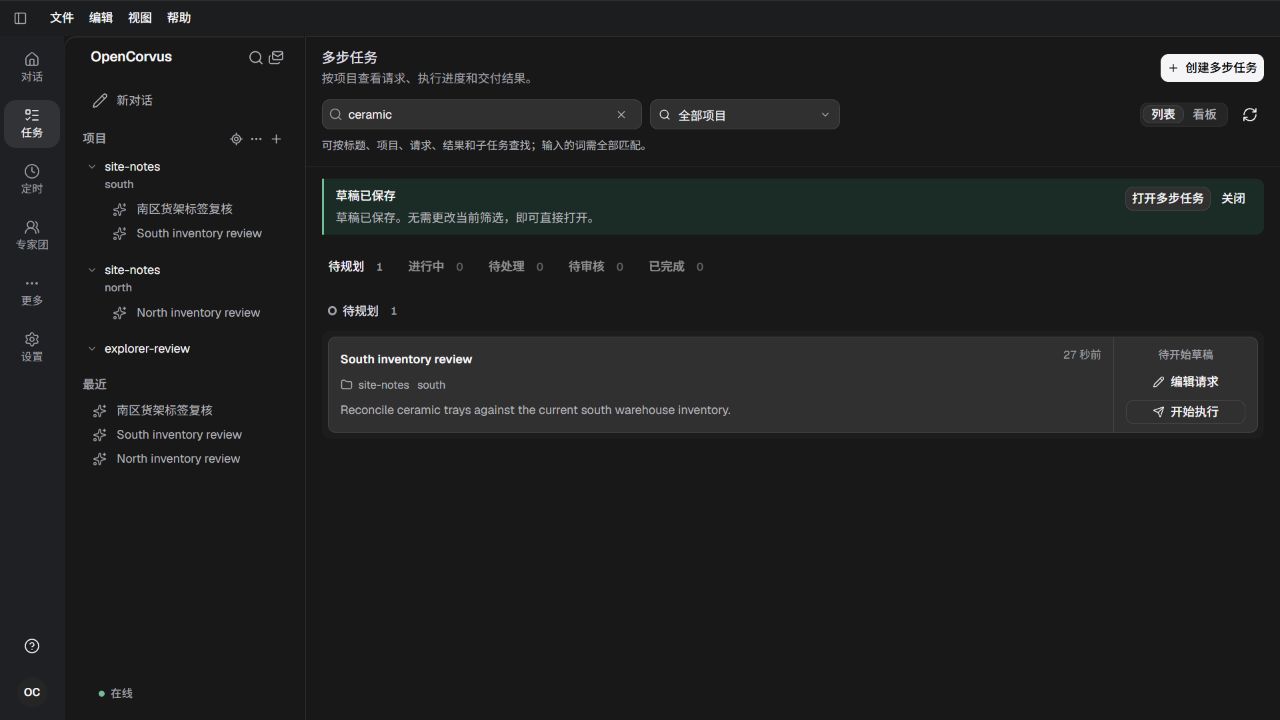 文件 编辑 视图 帮助
对话
任务
定时
专家团
更多
设置
OC
OpenCorvus
新对话
项目
site-notes
south
南区货架标签复核
South inventory review
site-notes
north
North inventory review
explorer-review
最近
南区货架标签复核
South inventory review
North inventory review
在线
多步任务
按项目查看请求、执行进度和交付结果。
创建多步任务
ceramic
全部项目
列表 看板
可按标题、项目、请求、结果和子任务查找；输入的词需全部匹配。
草稿已保存
草稿已保存。无需更改当前筛选，即可直接打开。
打开多步任务 关闭
待规划 1 进行中 0 待处理 0 待审核 0 已完成 0
待规划 1
South inventory review
27 秒前
site-notes south
Reconcile ceramic trays against the current south warehouse inventory.
待开始草稿
编辑请求
开始执行